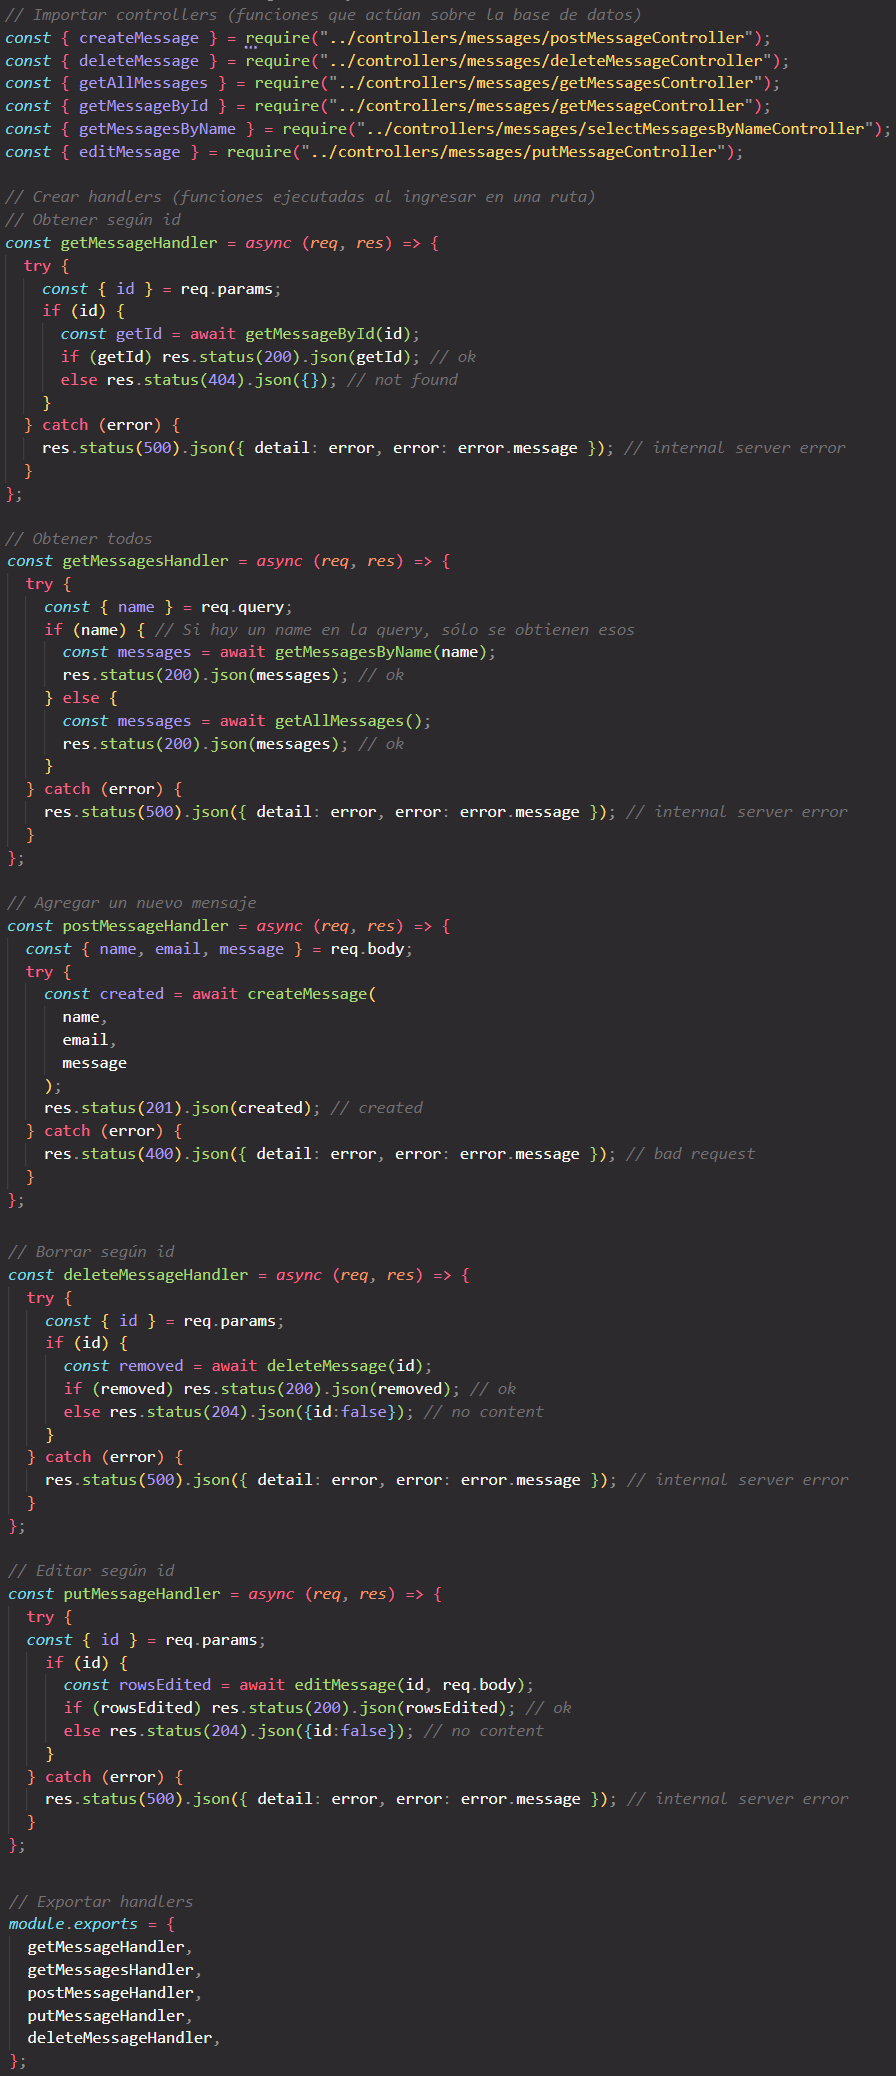 // Importar controllers (funciones que actúan sobre la base de datos)
const { createMessage } = require("../controllers/messages/postMessageController");
const { deleteMessage } = require("../controllers/messages/deleteMessageController");
const { getAllMessages } = require("../controllers/messages/getMessagesController");
const { getMessageById } = require("../controllers/messages/getMessageController");
const { getMessagesByName } = require("../controllers/messages/selectMessagesByNameController");
const { editMessage } = require("../controllers/messages/putMessageController");

// Crear handlers (funciones ejecutadas al ingresar en una ruta)
// Obtener según id
const getMessageHandler = async (req, res) => {
  try {
    const { id } = req.params;
    if (id) {
      const getId = await getMessageById(id);
      if (getId) res.status(200).json(getId); // ok
      else res.status(404).json({}); // not found
    }
  } catch (error) {
    res.status(500).json({ detail: error, error: error.message }); // internal server error
  }
};

// Obtener todos
const getMessagesHandler = async (req, res) => {
  try {
    const { name } = req.query;
    if (name) { // Si hay un name en la query, sólo se obtienen esos
      const messages = await getMessagesByName(name);
      res.status(200).json(messages); // ok
    } else {
      const messages = await getAllMessages();
      res.status(200).json(messages); // ok
    }
  } catch (error) {
    res.status(500).json({ detail: error, error: error.message }); // internal server error
  }
};

// Agregar un nuevo mensaje
const postMessageHandler = async (req, res) => {
  const { name, email, message } = req.body;
  try {
    const created = await createMessage(
      name,
      email,
      message
    );
    res.status(201).json(created); // created
  } catch (error) {
    res.status(400).json({ detail: error, error: error.message }); // bad request
  }
};

// Borrar según id
const deleteMessageHandler = async (req, res) => {
  try {
    const { id } = req.params;
    if (id) {
      const removed = await deleteMessage(id);
      if (removed) res.status(200).json(removed); // ok
      else res.status(204).json({id:false}); // no content
    }
  } catch (error) {
    res.status(500).json({ detail: error, error: error.message }); // internal server error
  }
};

// Editar según id
const putMessageHandler = async (req, res) => {
  try {
  const { id } = req.params;
    if (id) {
      const rowsEdited = await editMessage(id, req.body);
      if (rowsEdited) res.status(200).json(rowsEdited); // ok
      else res.status(204).json({id:false}); // no content
    }
  } catch (error) {
    res.status(500).json({ detail: error, error: error.message }); // internal server error
  }
};

// Exportar handlers
module.exports = {
  getMessageHandler,
  getMessagesHandler,
  postMessageHandler,
  putMessageHandler,
  deleteMessageHandler,
};